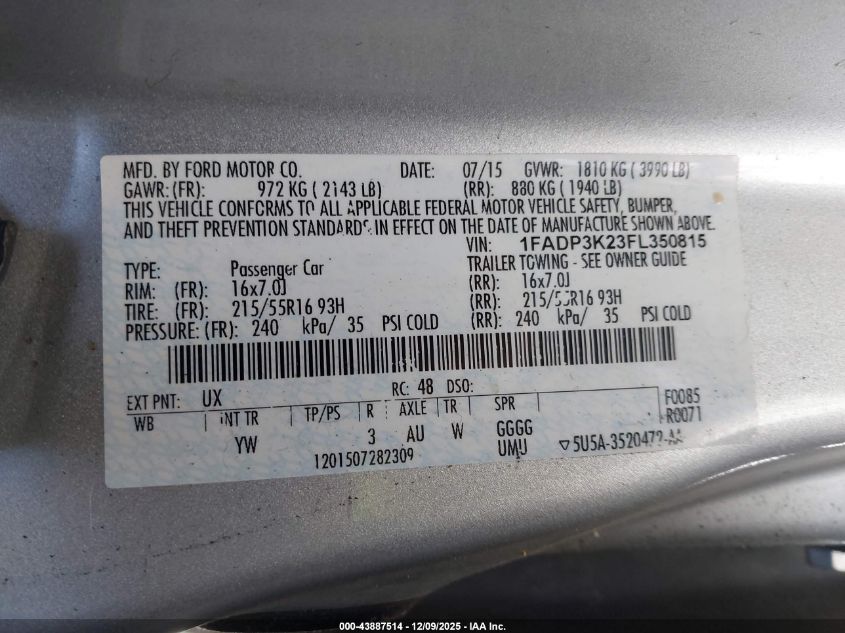 MFD. BY FORD MOTOR CO. DATE: 07/15 GVWR: 1810 KG ( 3990 LB)
GAWR: (FR): 972 KG ( 2143 LB) (RR): 880 KG ( 1940 LB)
THIS VEHICLE CONFORMS TO ALL APPLICABLE FEDERAL MOTOR VEHICLE SAFETY, BUMPER,
AND THEFT PREVENTION STANDARDS IN EFFECT ON THE DATE OF MANUFACTURE SHOWN ABOVE.
VIN: 1FADP3K23FL350815
TYPE: Passenger Car TRAILER TOWING - SEE OWNER GUIDE
RIM: (FR): 16x7.0J (RR): 16x7.0J
TIRE: (FR): 215/55R16 93H (RR): 215/55R16 93H
PRESSURE: (FR): 240 kPa/ 35 PSI COLD (RR): 240 kPa/ 35 PSI COLD
EXT PNT: UX RC: 48 DSO: F0085
WB INT TR TP/PS R AXLE TR SPR R0071
YW 3 AU W GGGG
1201507282309 UMU ▽ 5U5A-3520472-AA
000-43887514 - 12/09/2025 - IAA Inc.